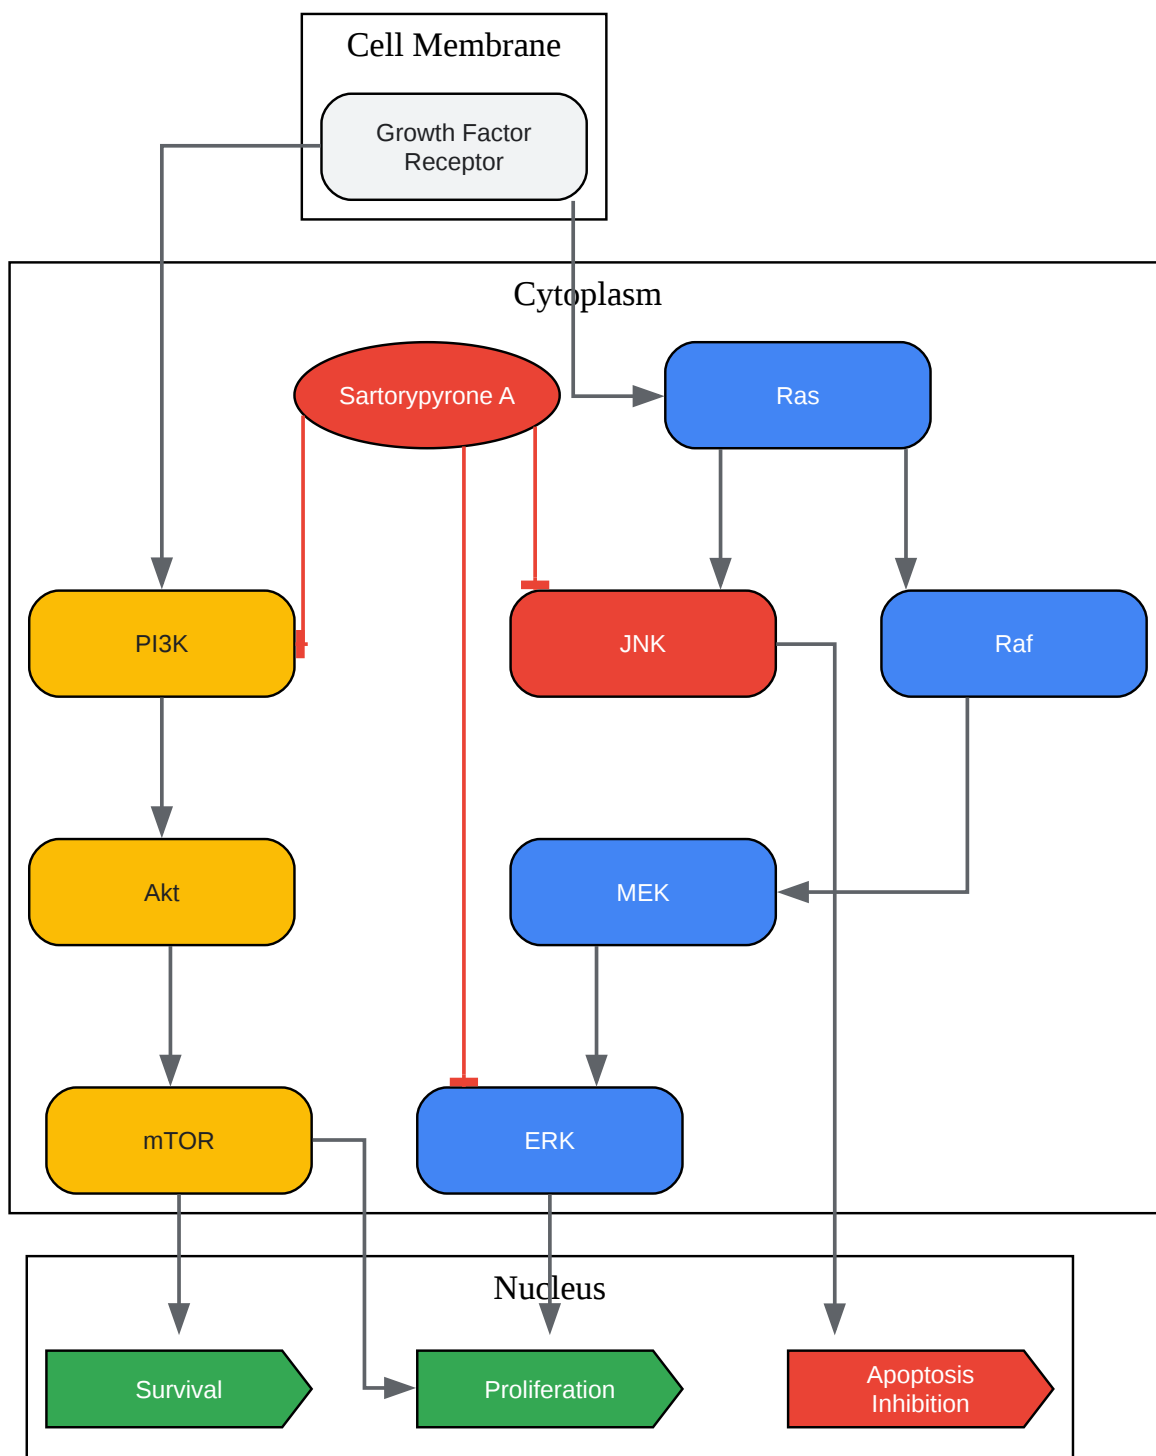 Cell Membrane
Growth Factor
Receptor
Cytoplasm
Sartorypyrone A
Ras
PI3K
JNK
Raf
Akt
MEK
mTOR
ERK
Nucleus
Survival
Proliferation
Apoptosis
Inhibition